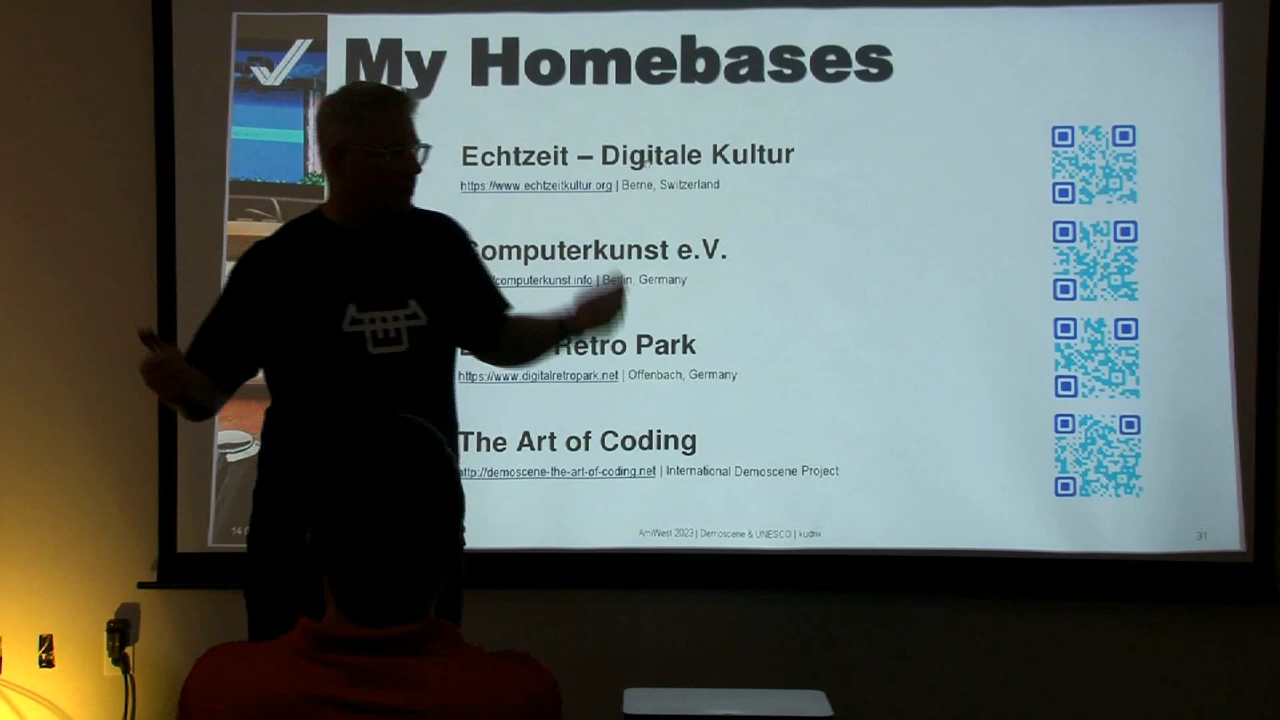 My Homebases
Echtzeit – Digitale Kultur
https://www.echtzeitkultur.org | Berne, Switzerland
Computerkunst e.V.
computerkunst.info | Berlin, Germany
Retro Park
https://www.digitalretropark.net | Offenbach, Germany
The Art of Coding
http://demoscene-the-art-of-coding.net | International Demoscene Project
14
AmiWest 2023 | Demoscene & UNESCO | kudrix
31